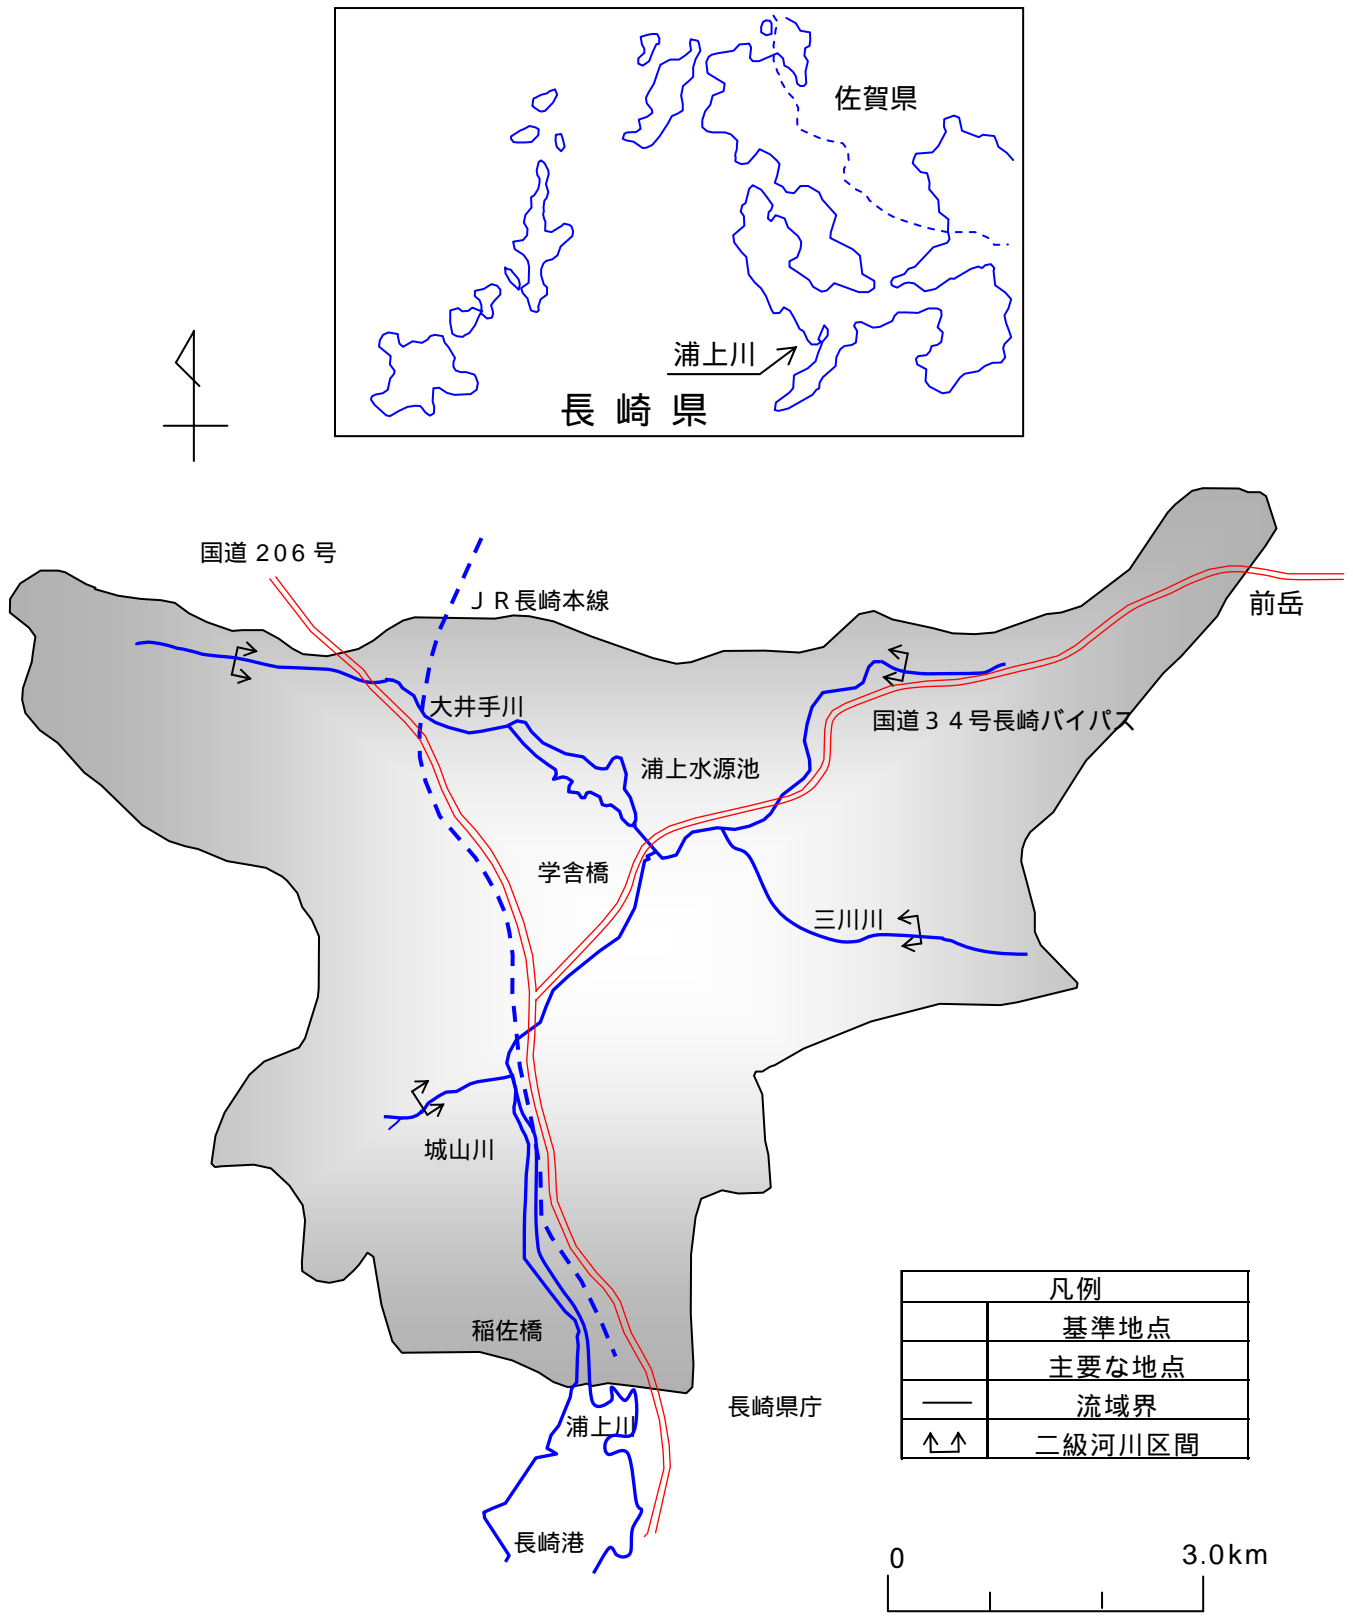 佐賀県
浦上川
長崎県
国道206号
ＪＲ長崎本線
前岳
大井手川
国道３４号長崎バイパス
浦上水源池
学舎橋
三川川
城山川
稲佐橋
浦上川
長崎県庁
長崎港
凡例
基準地点
主要な地点
流域界
二級河川区間
0 3.0km